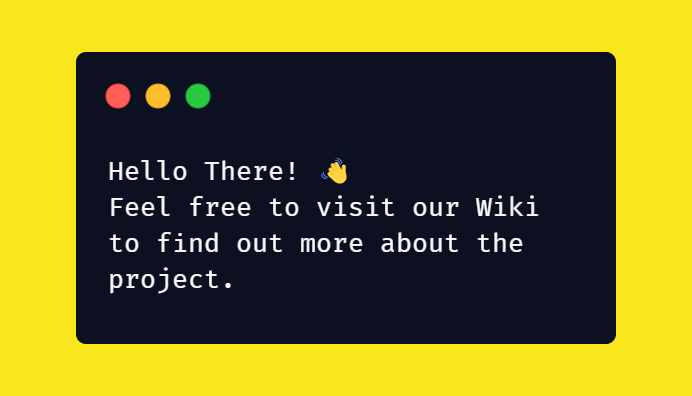 Hello There! 👋
Feel free to visit our Wiki
to find out more about the
project.